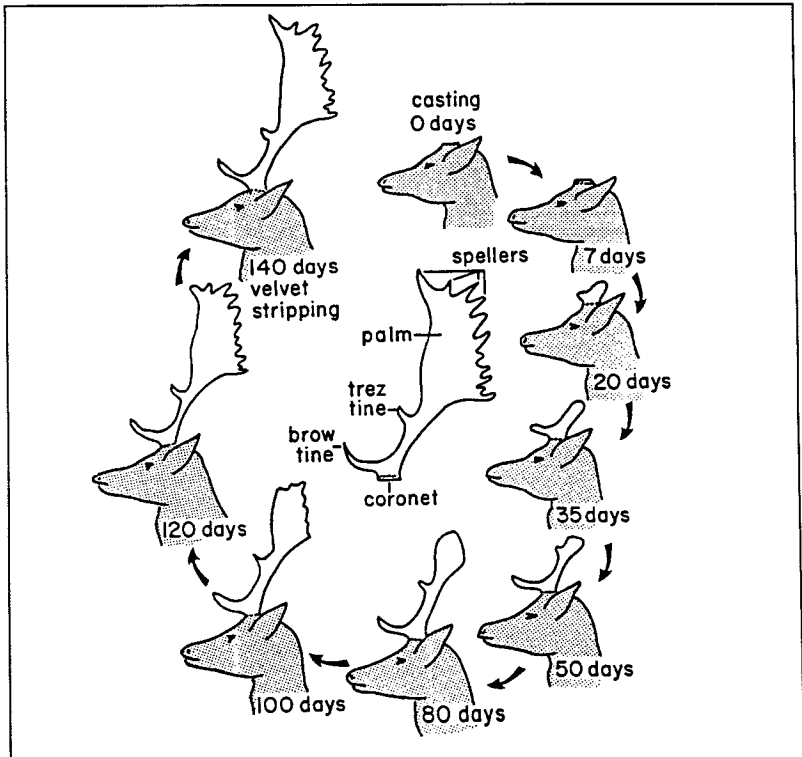 casting
0 days
7 days
20 days
35 days
50 days
80 days
100 days
120 days
140 days
velvet
stripping
spellers
palm
trez
tine
brow
tine
coronet